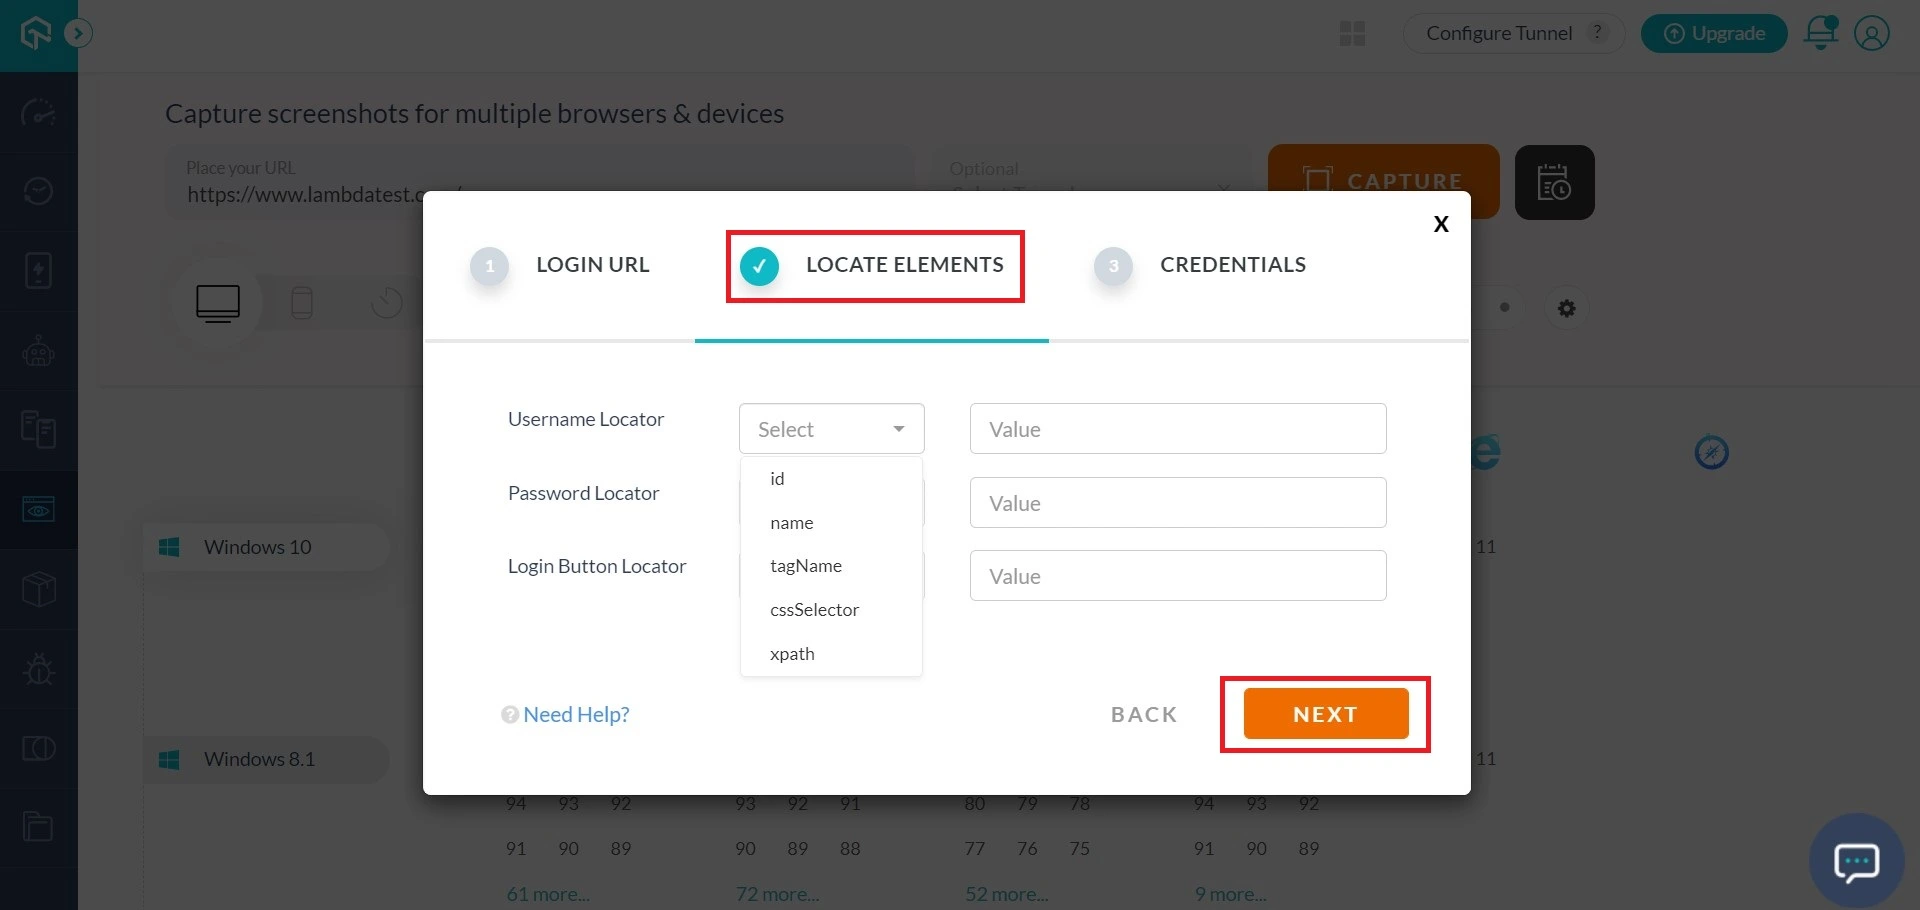 Configure Tunnel ?
Upgrade
Capture screenshots for multiple browsers & devices
Place your URL
https://www.lambdatest.c
Optional
CAPTURE
X
1 LOGIN URL
✓ LOCATE ELEMENTS
3 CREDENTIALS
Username Locator
Select
Value
id
name
tagName
cssSelector
xpath
Password Locator
Value
Login Button Locator
Value
? Need Help?
BACK
NEXT
Windows 10
11
Windows 8.1
11
94 93 92 93 92 91 80 79 78 94 93 92
91 90 89 90 89 88 77 76 75 91 90 89
61 more... 72 more... 52 more... 9 more...